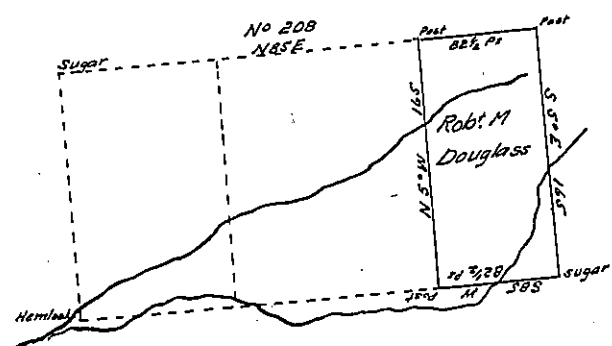 No 208
N85E
Sugar
Post
Post
82½ Ps
165
N 5° W
Robt. M
Douglass
S 5° E
165
Hemlock
Post
82½ Ps
S85 W
Sugar